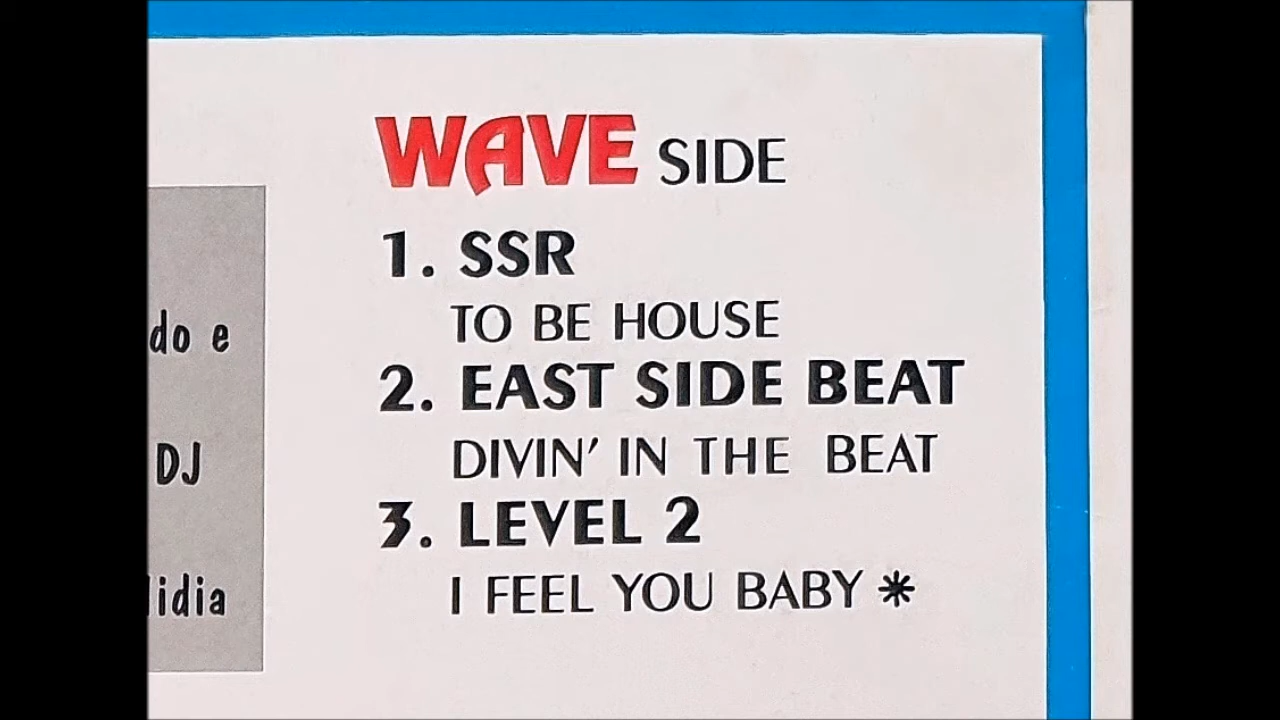 WAVE SIDE
1. SSR
TO BE HOUSE
2. EAST SIDE BEAT
DIVIN' IN THE BEAT
3. LEVEL 2
I FEEL YOU BABY *
do e
DJ
idia